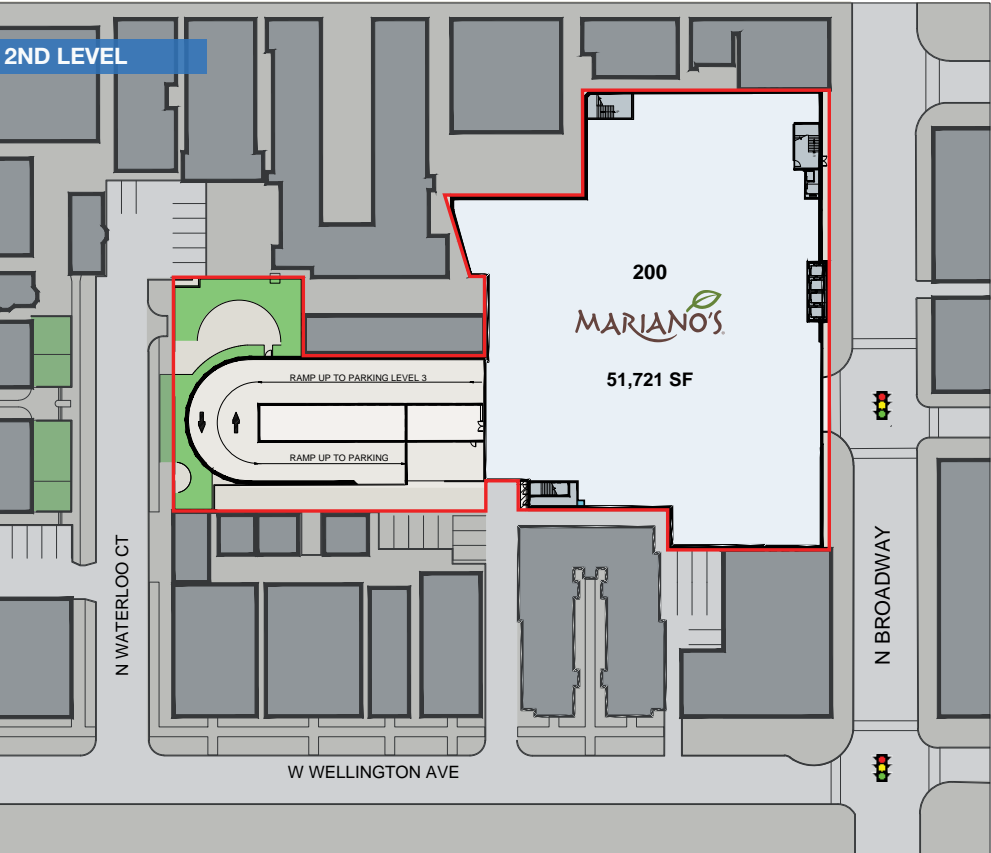 2ND LEVEL
200
MARIANO'S
51,721 SF
RAMP UP TO PARKING LEVEL 3
RAMP UP TO PARKING
N WATERLOO CT
N BROADWAY
W WELLINGTON AVE